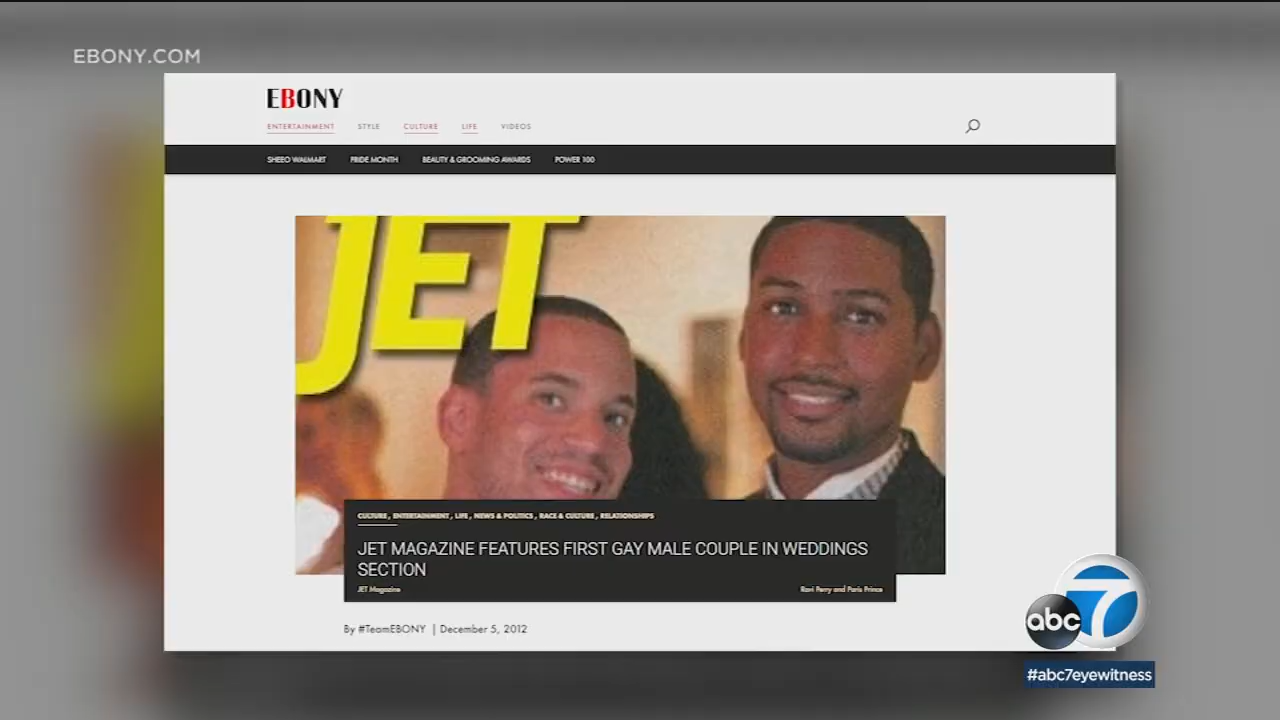 EBONY.COM
EBONY
ENTERTAINMENT STYLE CULTURE LIFE VIDEOS
SHEEO WALMART PRIDE MONTH BEAUTY & GROOMING AWARDS POWER 100
JET
CULTURE, ENTERTAINMENT, LIFE, NEWS & POLITICS, RACE & CULTURE, RELATIONSHIPS
JET MAGAZINE FEATURES FIRST GAY MALE COUPLE IN WEDDINGS
SECTION
JET Magazine Ravi Perry and Paris Prince
By #TeamEBONY | December 5, 2012
abc 7
#abc7eyewitness